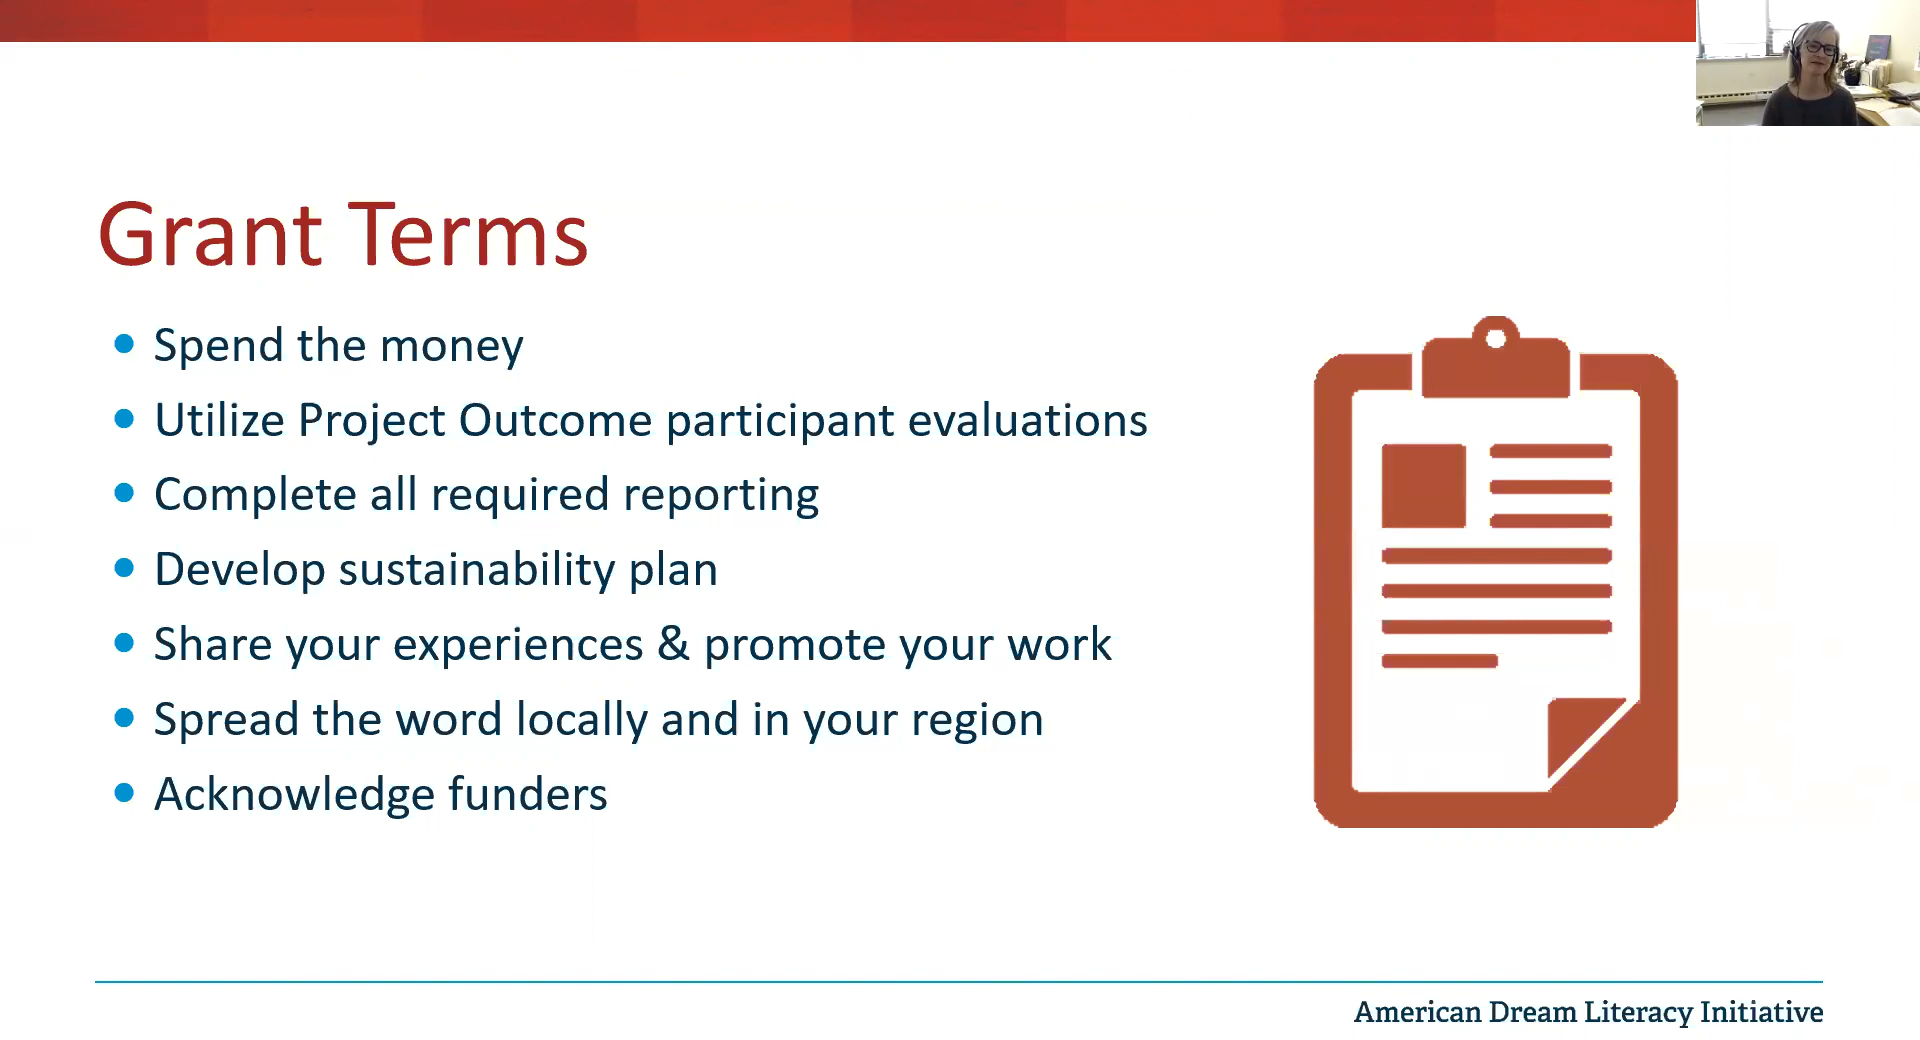 Grant Terms
Spend the money
Utilize Project Outcome participant evaluations
Complete all required reporting
Develop sustainability plan
Share your experiences & promote your work
Spread the word locally and in your region
Acknowledge funders
American Dream Literacy Initiative